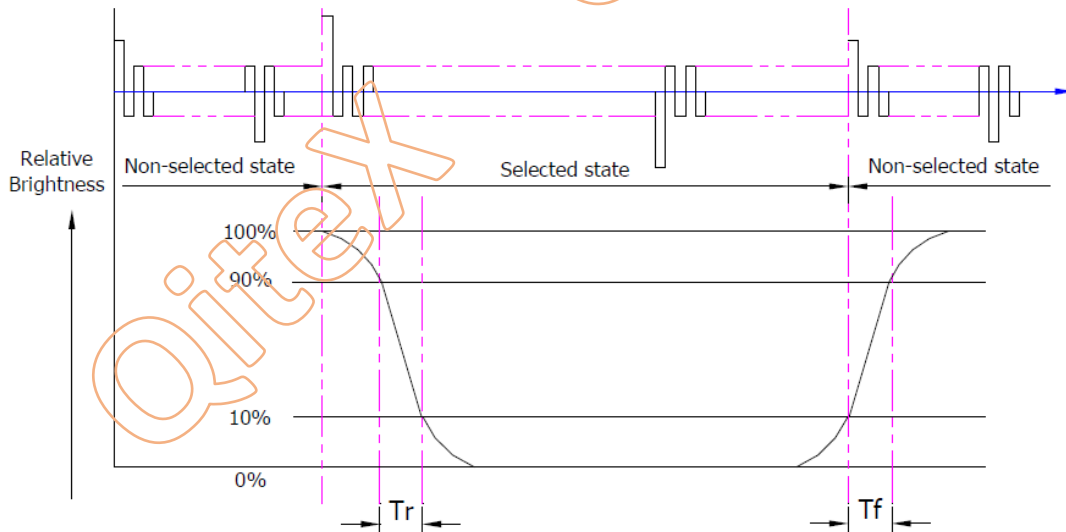 Non-selected state
Selected state
Non-selected state
Relative
Brightness
100%
90%
10%
0%
Tr
Tf
Qitex